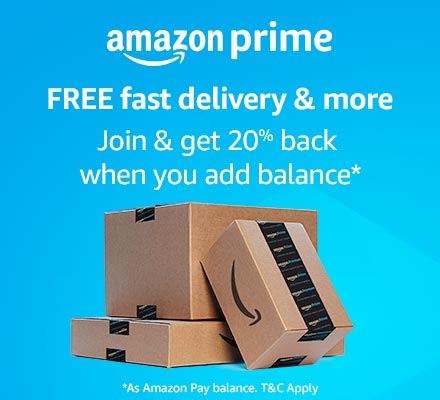 amazon prime
FREE fast delivery & more
Join & get 20% back
when you add balance*
*As Amazon Pay balance. T&C Apply